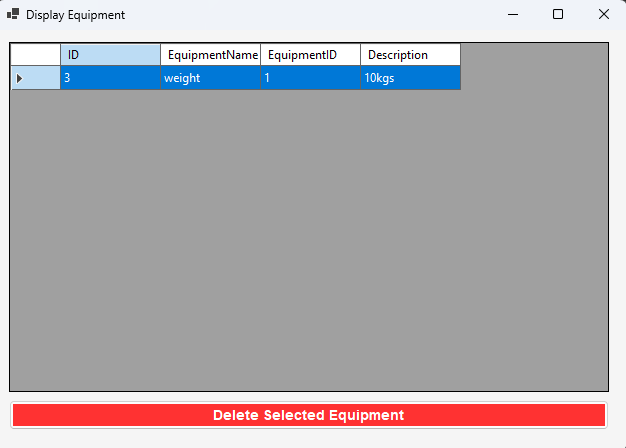 Display Equipment
ID EquipmentName EquipmentID Description
3 weight 1 10kgs
Delete Selected Equipment